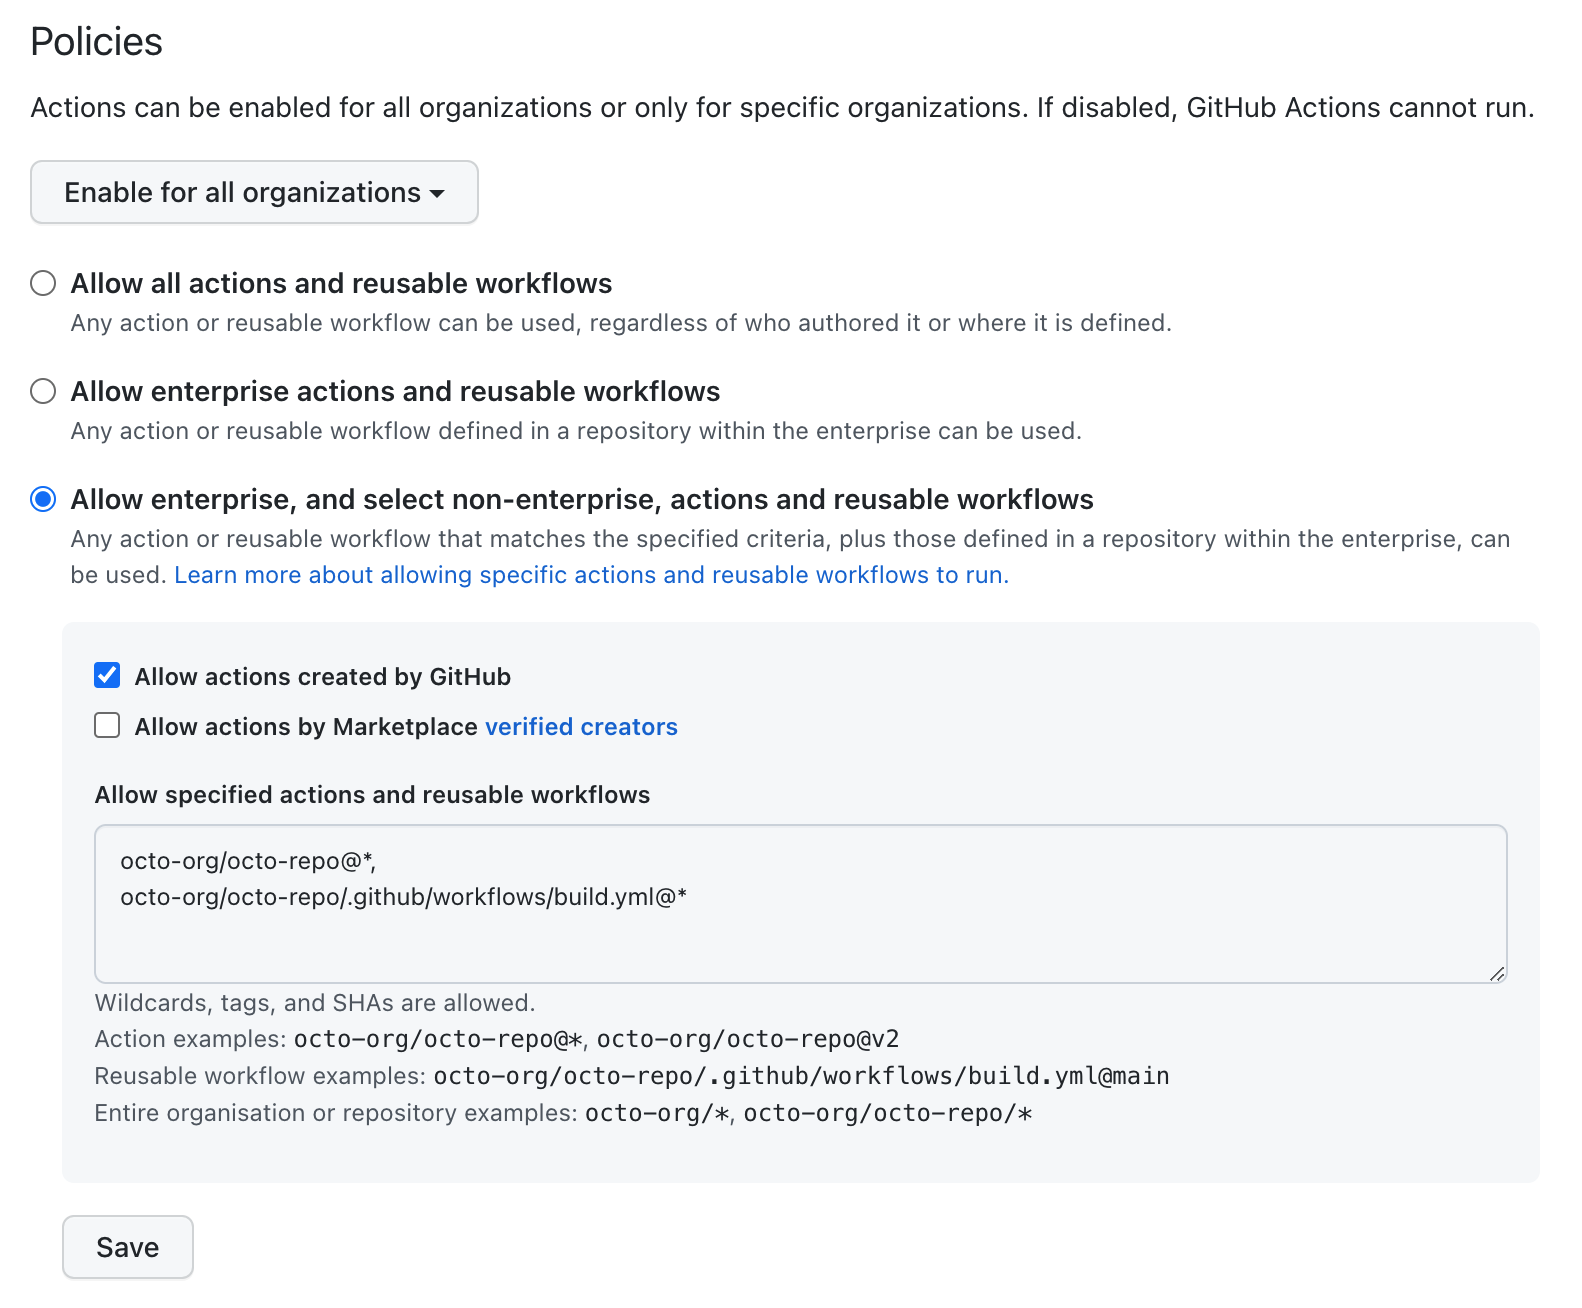 Policies
Actions can be enabled for all organizations or only for specific organizations. If disabled, GitHub Actions cannot run.
Enable for all organizations
Allow all actions and reusable workflows
Any action or reusable workflow can be used, regardless of who authored it or where it is defined.
Allow enterprise actions and reusable workflows
Any action or reusable workflow defined in a repository within the enterprise can be used.
Allow enterprise, and select non-enterprise, actions and reusable workflows
Any action or reusable workflow that matches the specified criteria, plus those defined in a repository within the enterprise, can
be used. Learn more about allowing specific actions and reusable workflows to run.
Allow actions created by GitHub
Allow actions by Marketplace verified creators
Allow specified actions and reusable workflows
octo-org/octo-repo@*,
octo-org/octo-repo/.github/workflows/build.yml@*
Wildcards, tags, and SHAs are allowed.
Action examples: octo-org/octo-repo@*, octo-org/octo-repo@v2
Reusable workflow examples: octo-org/octo-repo/.github/workflows/build.yml@main
Entire organisation or repository examples: octo-org/*, octo-org/octo-repo/*
Save